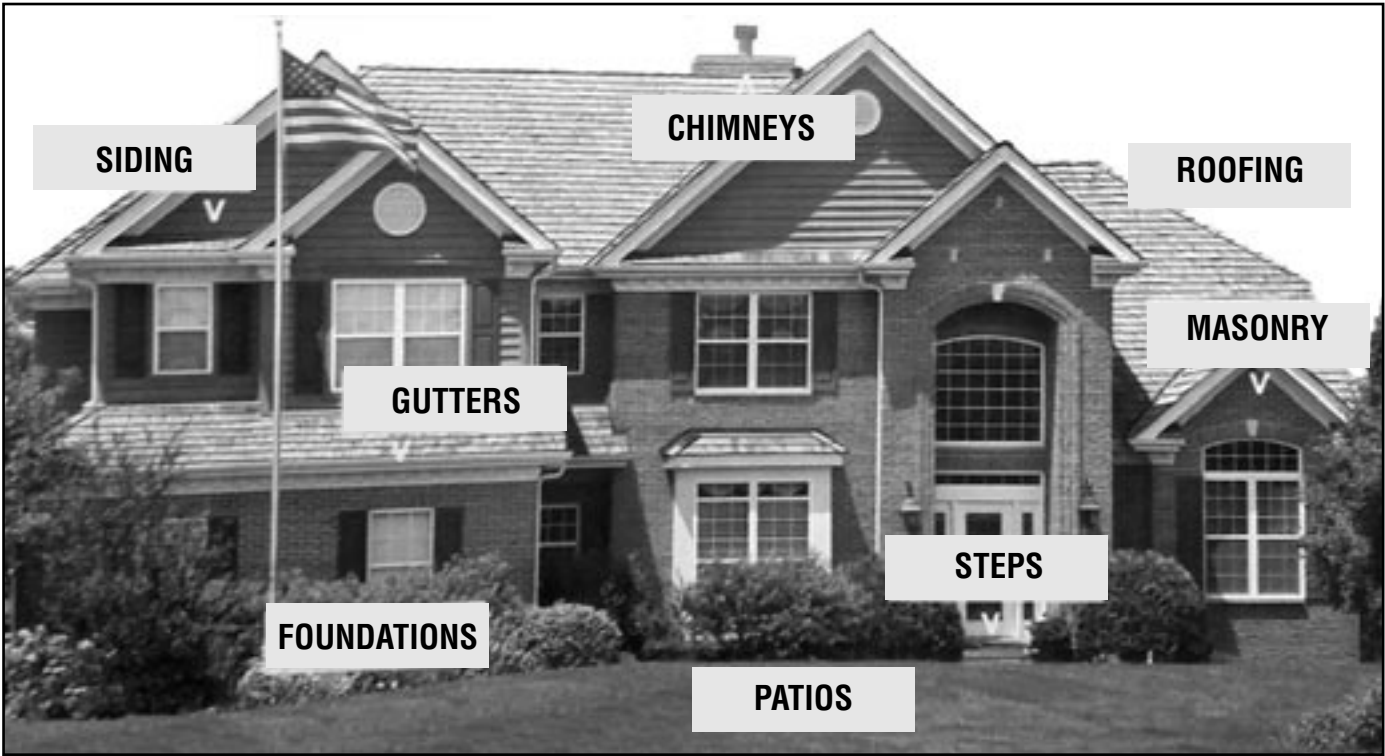 CHIMNEYS
SIDING
ROOFING
MASONRY
GUTTERS
STEPS
FOUNDATIONS
PATIOS